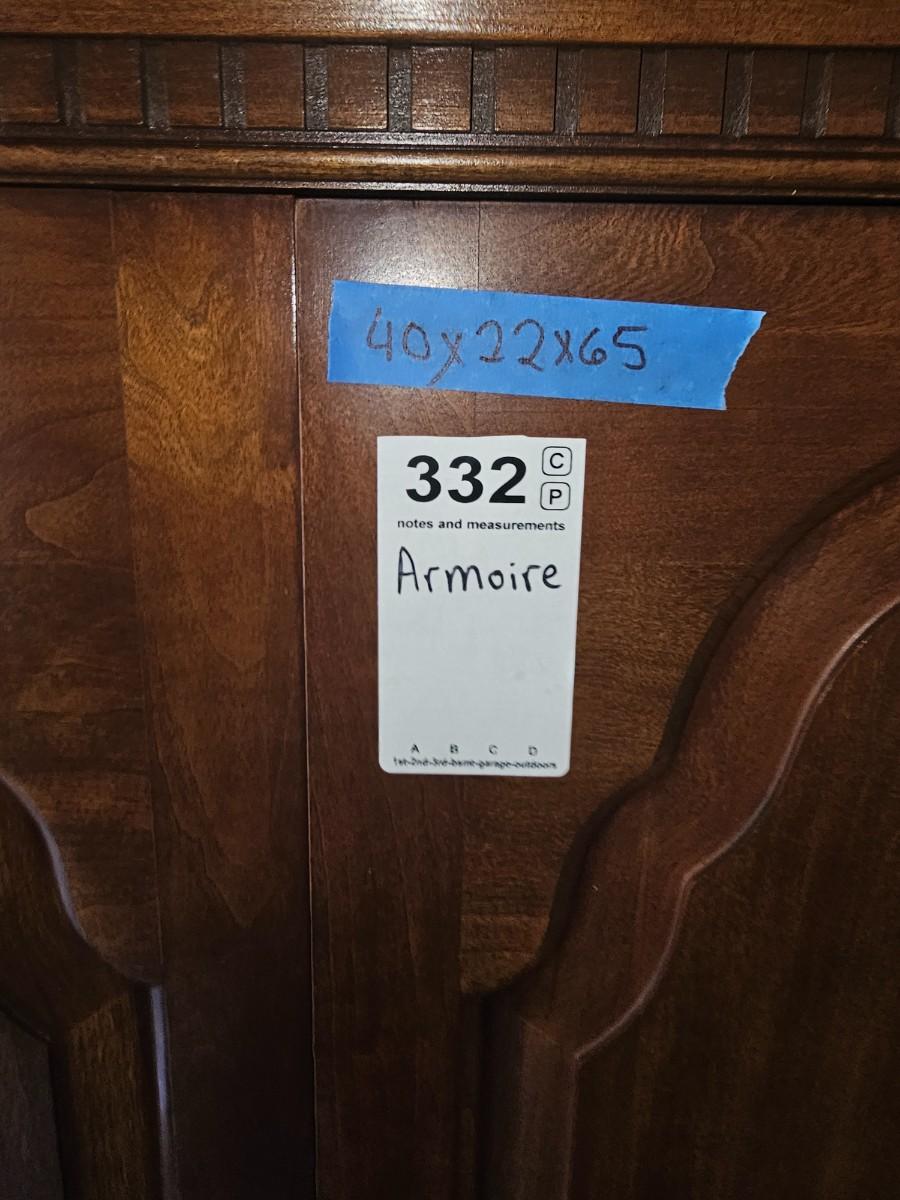 40x22x65
332 C
P
notes and measurements
Armoire
A B C D
1st-2nd-3rd-bsmt-garage-outdoors